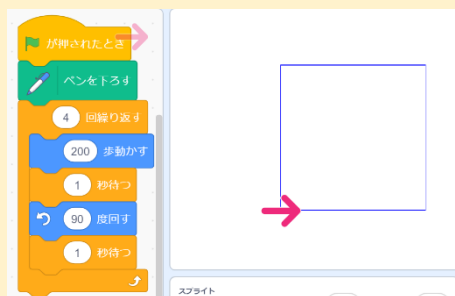 が押されたとき
ペンを下ろす
4 回繰り返す
200 歩動かす
1 秒待つ
90 度回す
1 秒待つ
スプライト